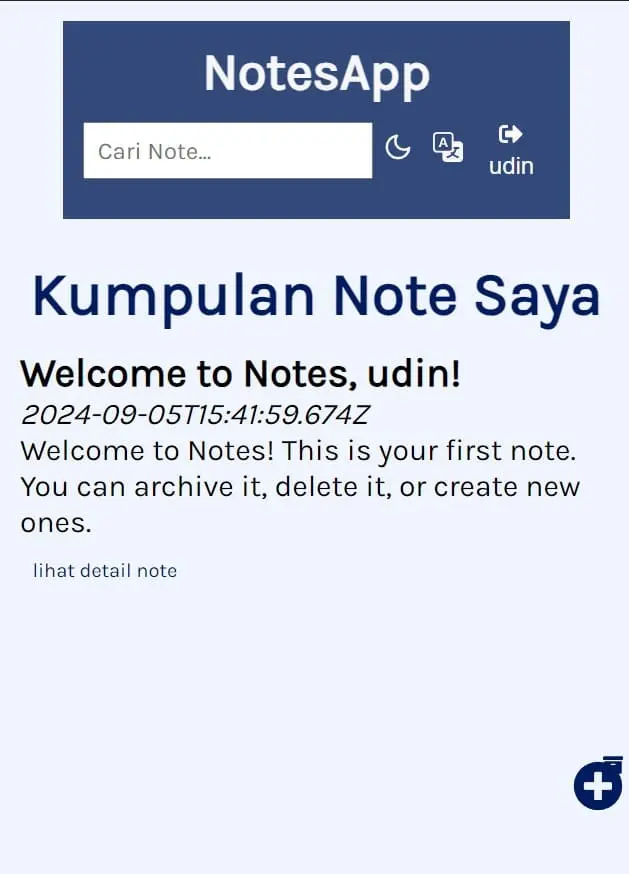 NotesApp
Cari Note...
udin
Kumpulan Note Saya
Welcome to Notes, udin!
2024-09-05T15:41:59.674Z
Welcome to Notes! This is your first note.
You can archive it, delete it, or create new
ones.
lihat detail note